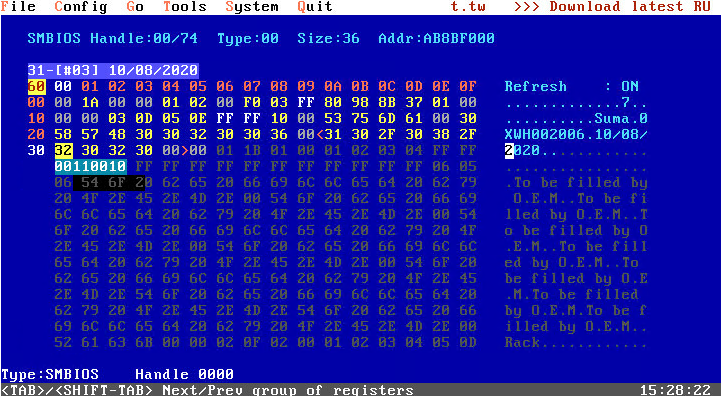 File Config Go Tools System Quit t.tw >>> Download latest RU
SMBIOS Handle:00/74 Type:00 Size:36 Addr:AB8BF000
31-[#03] 10/08/2020
60 00 01 02 03 04 05 06 07 08 09 0A 0B 0C 0D 0E 0F Refresh : ON
00 00 1A 00 00 01 02 00 F0 03 FF 80 98 8B 37 01 00 .............7..
10 00 00 03 0D 05 0E FF FF 10 00 53 75 6D 61 00 30 ..........Suma.0
20 58 57 48 30 30 32 30 30 36 00<31 30 2F 30 38 2F XWH002006.10/08/
30 32 30 32 30 00>00 01 1B 01 00 01 02 03 04 FF FF 2020............
00110010 FF FF FF FF FF FF FF FF FF FF FF FF 06 05 ................
06 54 6F 20 62 65 20 66 69 6C 6C 65 64 20 62 79 .To be filled by
20 4F 2E 45 2E 4D 2E 00 54 6F 20 62 65 20 66 69 O.E.M..To be fi
6C 6C 65 64 20 62 79 20 4F 2E 45 2E 4D 2E 00 54 lled by O.E.M..T
6F 20 62 65 20 66 69 6C 6C 65 64 20 62 79 20 4F o be filled by O
2E 45 2E 4D 2E 00 54 6F 20 62 65 20 66 69 6C 6C .E.M..To be fill
65 64 20 62 79 20 4F 2E 45 2E 4D 2E 00 54 6F 20 ed by O.E.M..To
62 65 20 66 69 6C 6C 65 64 20 62 79 20 4F 2E 45 be filled by O.E
2E 4D 2E 54 6F 20 62 65 20 66 69 6C 6C 65 64 20 .M.To be filled
62 79 20 4F 2E 45 2E 4D 2E 54 6F 20 62 65 20 66 by O.E.M.To be f
69 6C 6C 65 64 20 62 79 20 4F 2E 45 2E 4D 2E 00 illed by O.E.M..
52 61 63 6B 00 00 02 0F 02 00 01 02 03 04 05 0D Rack............
Type:SMBIOS Handle 0000
<TAB>/<SHIFT-TAB> Next/Prev group of registers 15:28:22